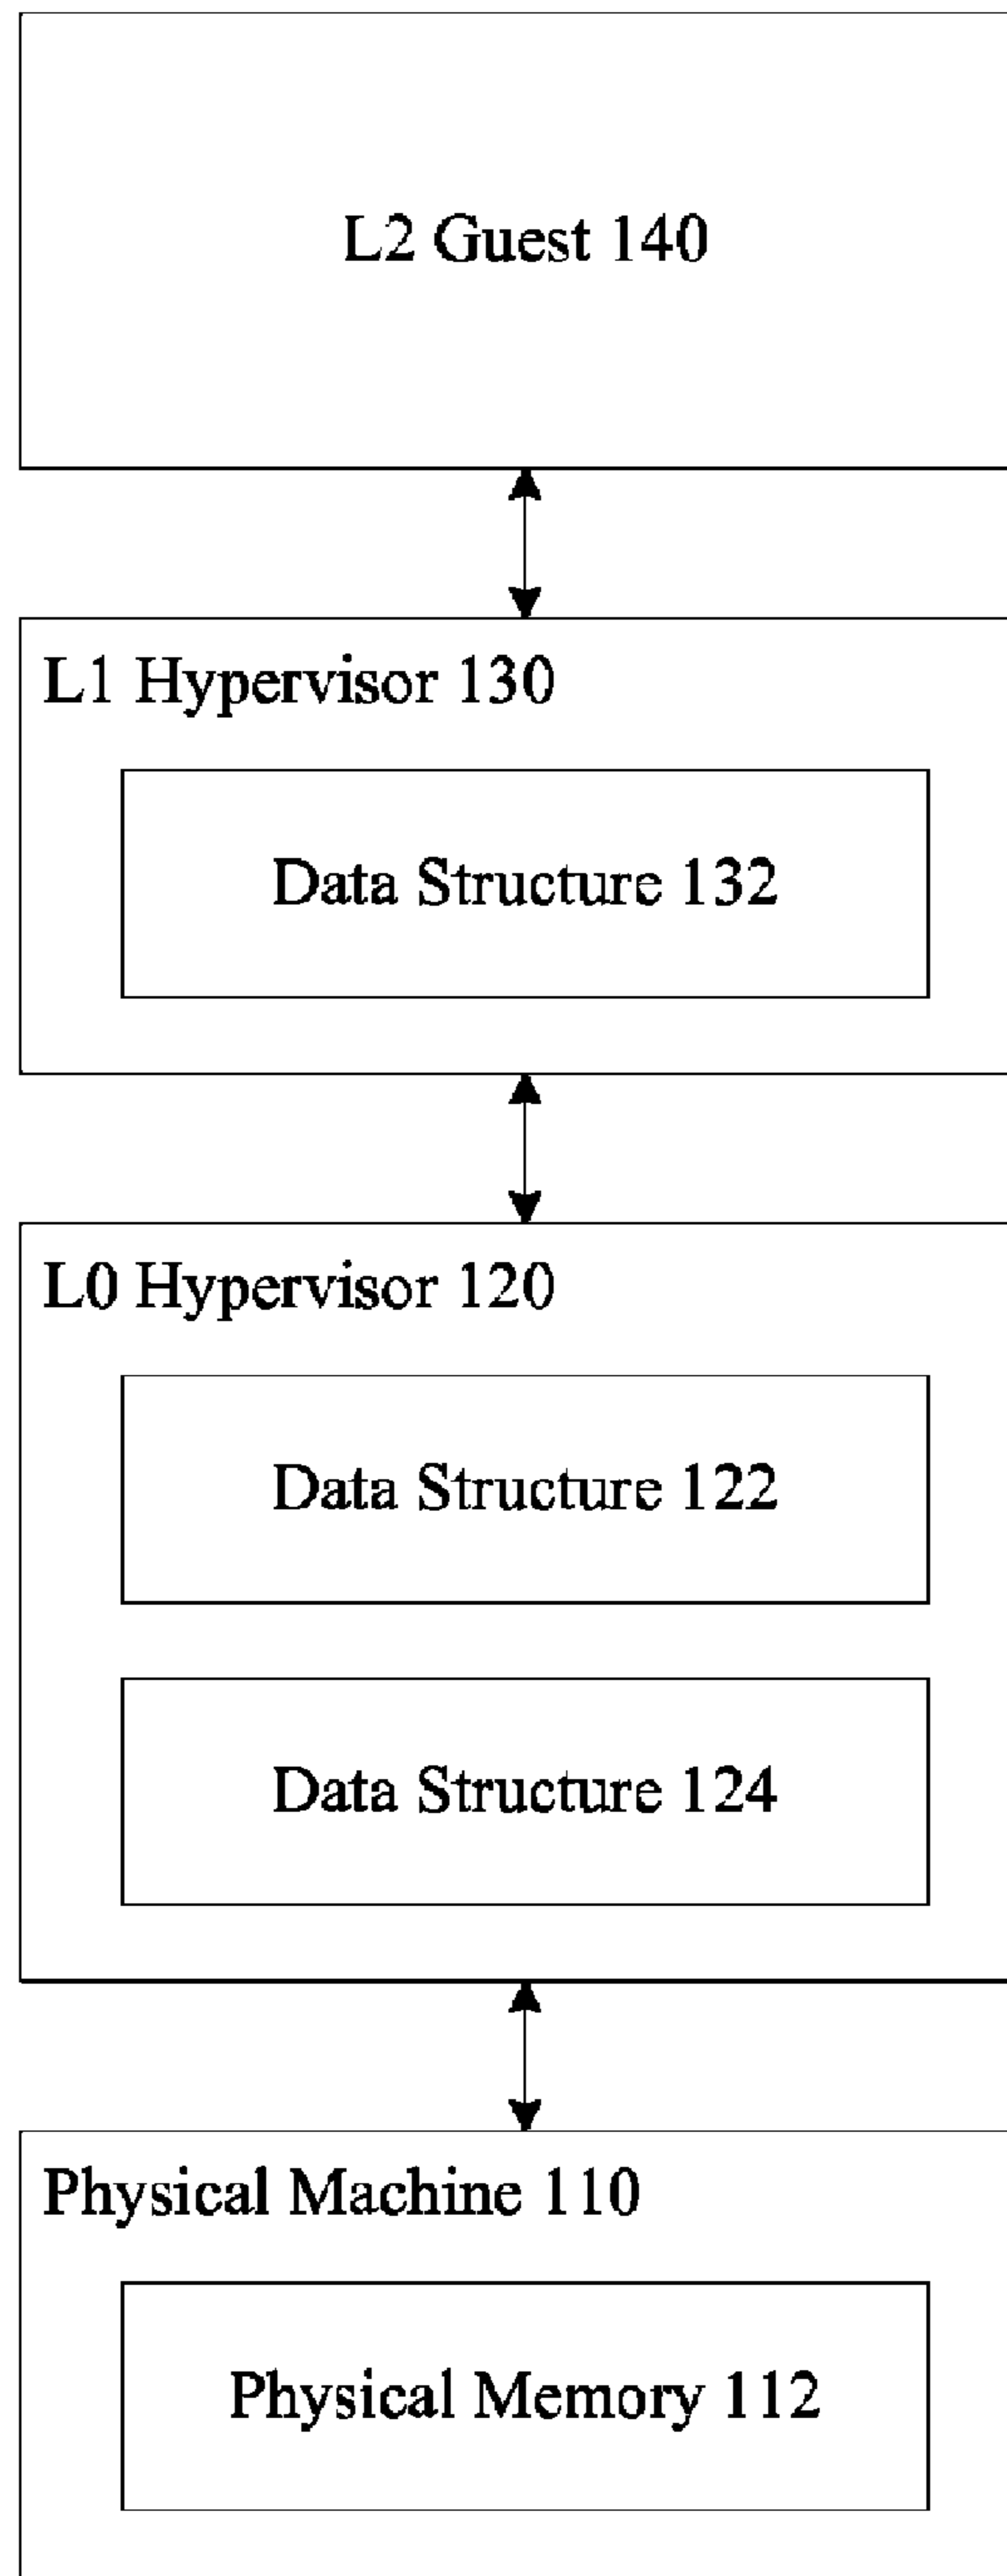 L2 Guest 140
L1 Hypervisor 130
Data Structure 132
L0 Hypervisor 120
Data Structure 122
Data Structure 124
Physical Machine 110
Physical Memory 112